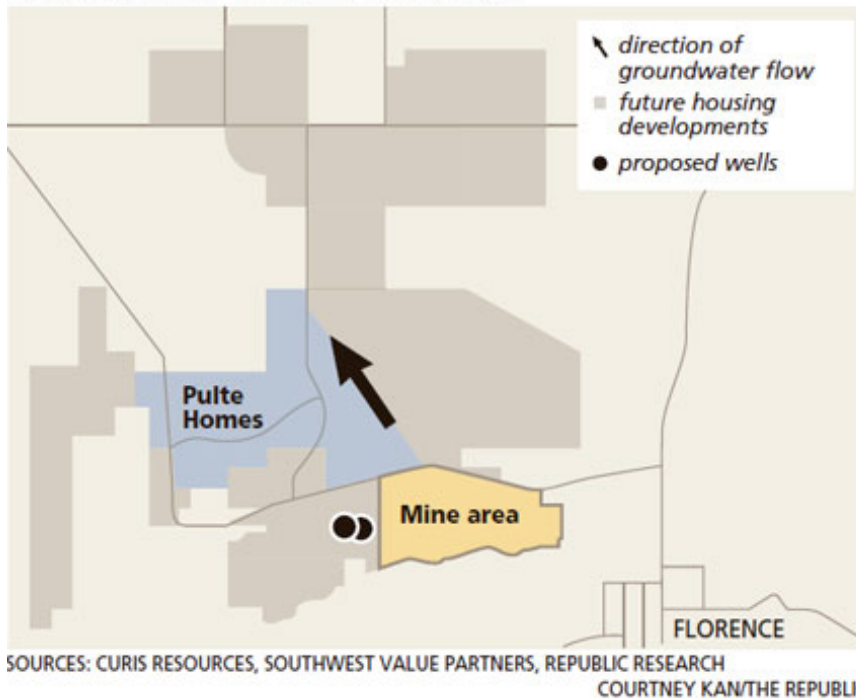 direction of
groundwater flow
future housing
developments
proposed wells
Pulte
Homes
Mine area
FLORENCE
SOURCES: CURIS RESOURCES, SOUTHWEST VALUE PARTNERS, REPUBLIC RESEARCH
COURTNEY KAN/THE REPUBLI